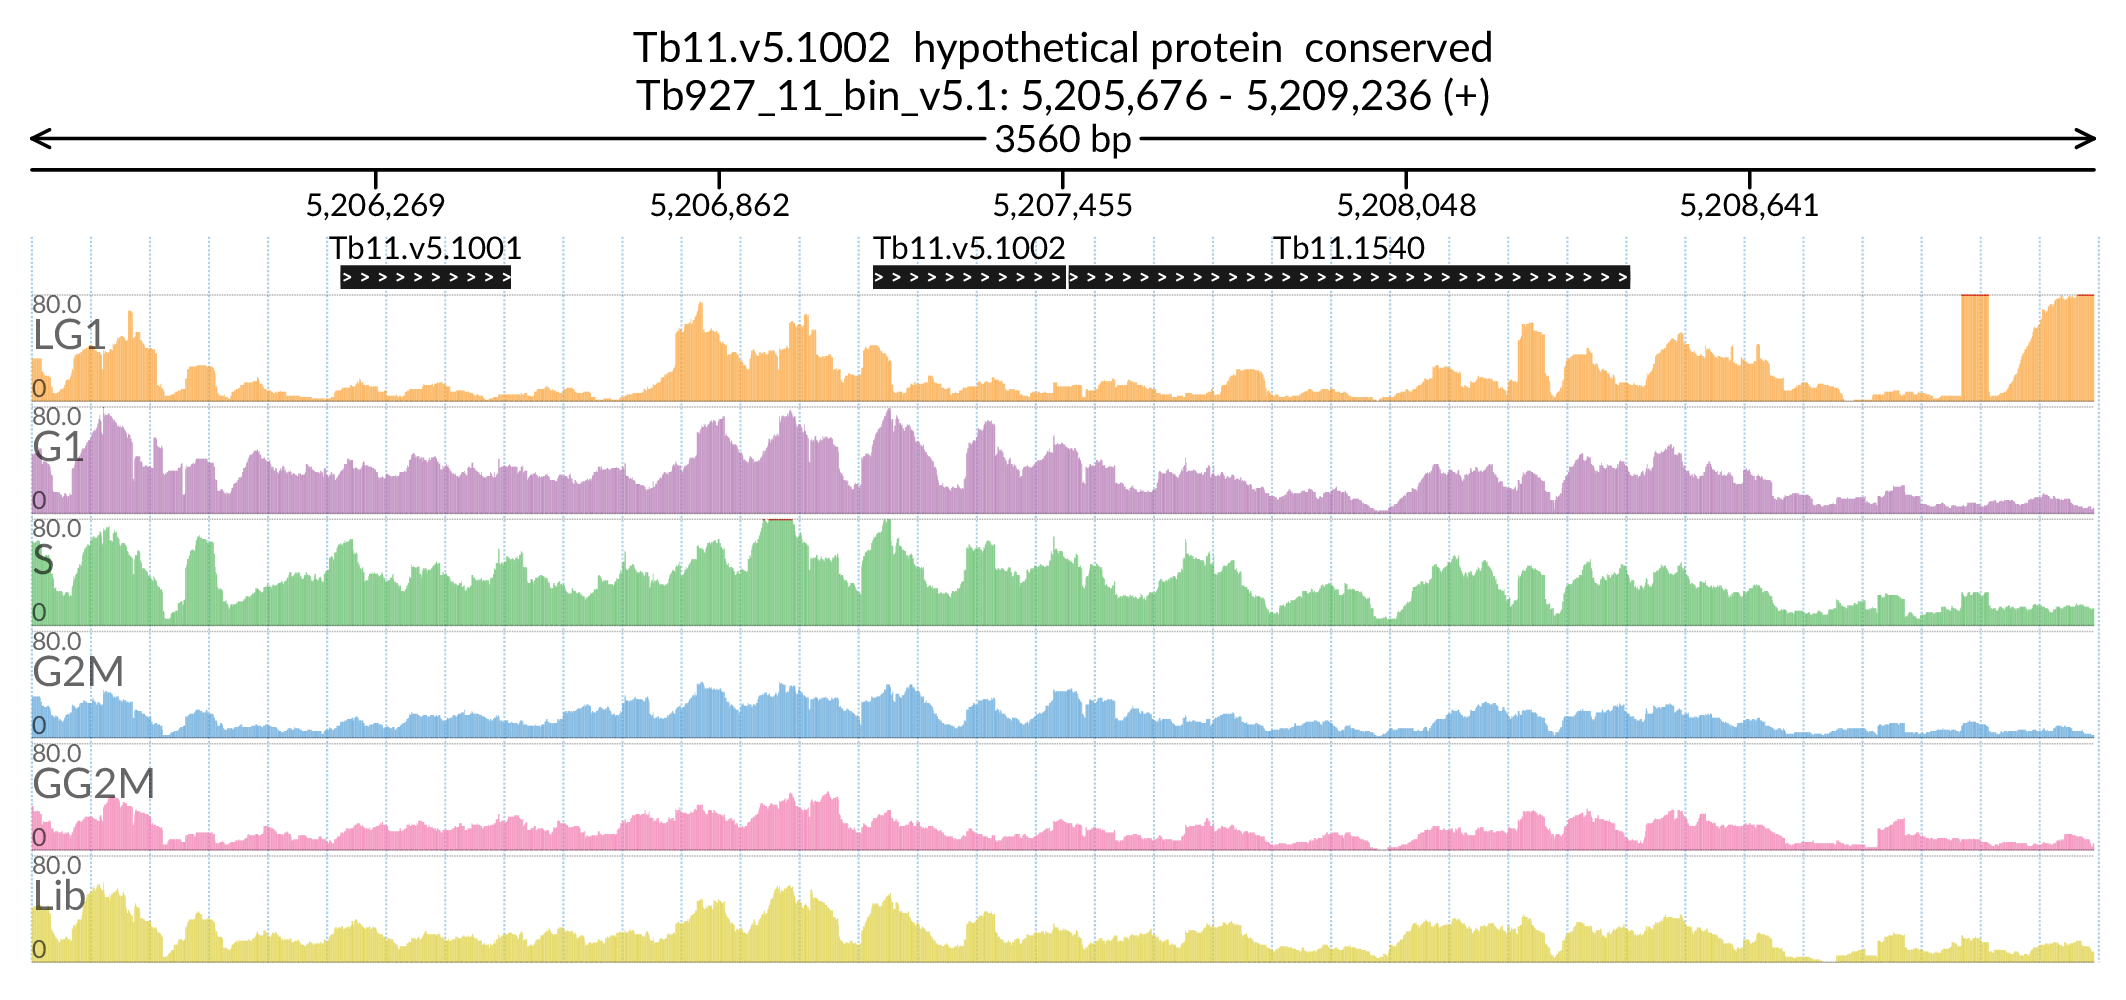 Tb11.v5.1002  hypothetical protein  conserved
Tb927_11_bin_v5.1: 5,205,676 - 5,209,236 (+)
3560 bp
5,206,269 5,206,862 5,207,455 5,208,048 5,208,641
Tb11.v5.1001 Tb11.v5.1002 Tb11.1540
80.0
LG1
0
80.0
G1
0
80.0
S
0
80.0
G2M
0
80.0
GG2M
0
80.0
Lib
0